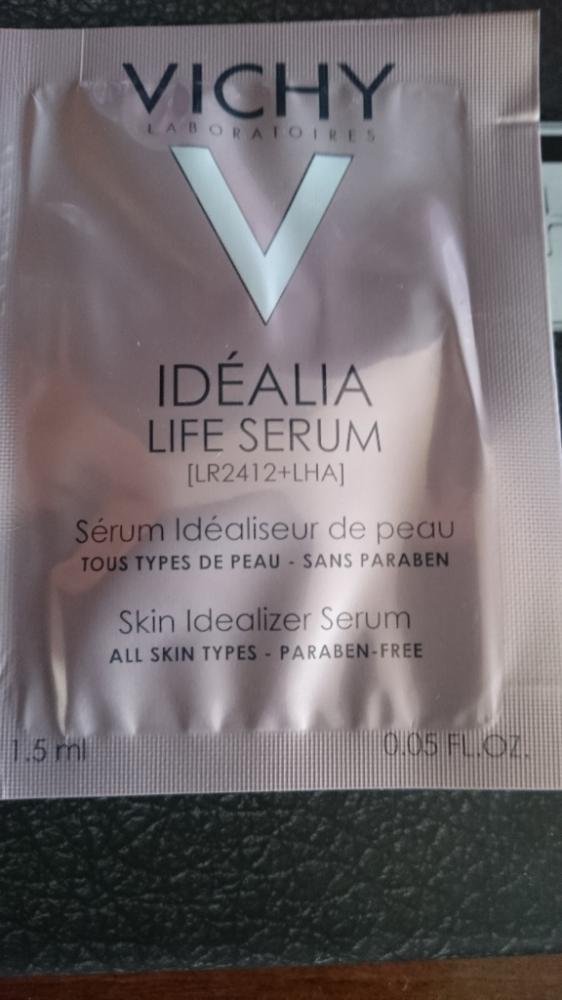 VICHY
LABORATOIRES
V
IDÉALIA
LIFE SERUM
[LR2412+LHA]
Sérum Idéaliseur de peau
TOUS TYPES DE PEAU - SANS PARABEN
Skin Idealizer Serum
ALL SKIN TYPES - PARABEN-FREE
1.5 ml 0.05 FL.OZ.